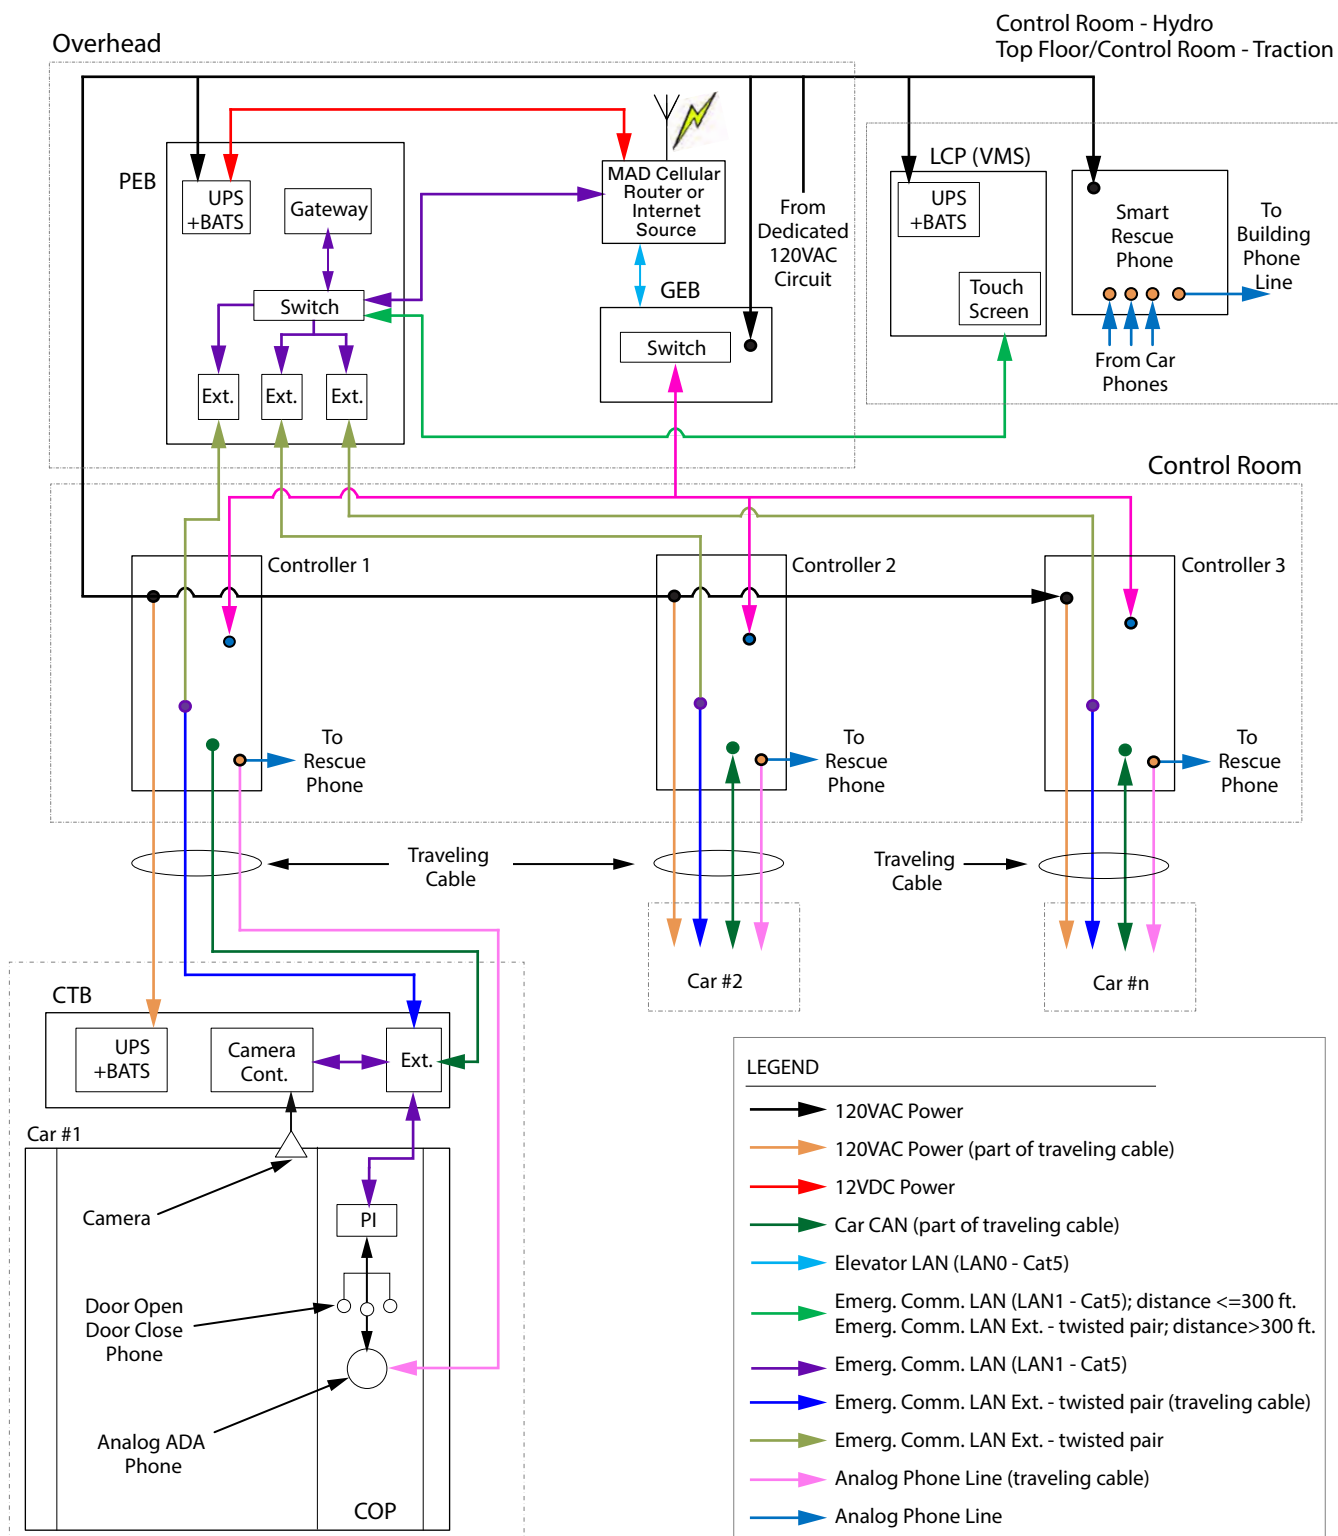 Control Room - Hydro
Top Floor/Control Room - Traction
Overhead
PEB
UPS
+BATS
Gateway
Switch
Ext.
Ext.
Ext.
MAD Cellular
Router or
Internet
Source
GEB
Switch
From
Dedicated
120VAC
Circuit
LCP (VMS)
UPS
+BATS
Touch
Screen
Smart
Rescue
Phone
To
Building
Phone
Line
From Car
Phones
Control Room
Controller 1
Controller 2
Controller 3
To
Rescue
Phone
To
Rescue
Phone
To
Rescue
Phone
Traveling
Cable
Traveling
Cable
Car #2
Car #n
CTB
UPS
+BATS
Camera
Cont.
Ext.
Car #1
Camera
PI
Door Open
Door Close
Phone
Analog ADA
Phone
COP
LEGEND
120VAC Power
120VAC Power (part of traveling cable)
12VDC Power
Car CAN (part of traveling cable)
Elevator LAN (LAN0 - Cat5)
Emerg. Comm. LAN (LAN1 - Cat5); distance <=300 ft.
Emerg. Comm. LAN Ext. - twisted pair; distance>300 ft.
Emerg. Comm. LAN (LAN1 - Cat5)
Emerg. Comm. LAN Ext. - twisted pair (traveling cable)
Emerg. Comm. LAN Ext. - twisted pair
Analog Phone Line (traveling cable)
Analog Phone Line